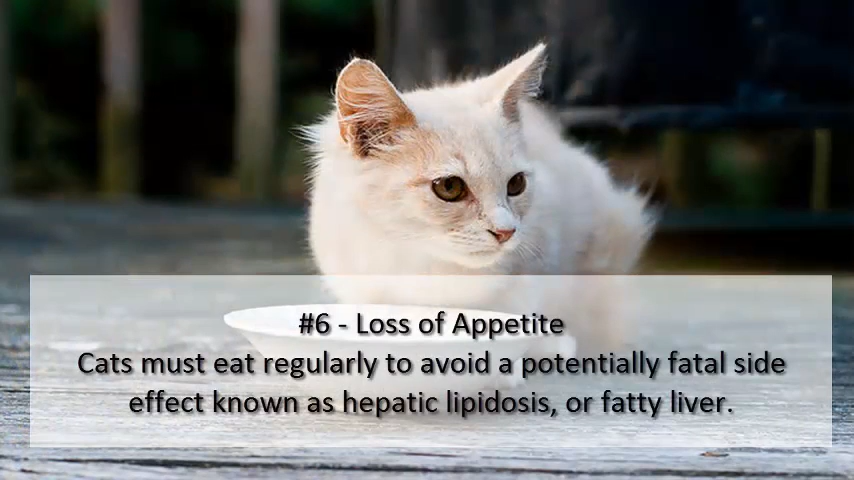 #6 - Loss of Appetite
Cats must eat regularly to avoid a potentially fatal side
effect known as hepatic lipidosis, or fatty liver.